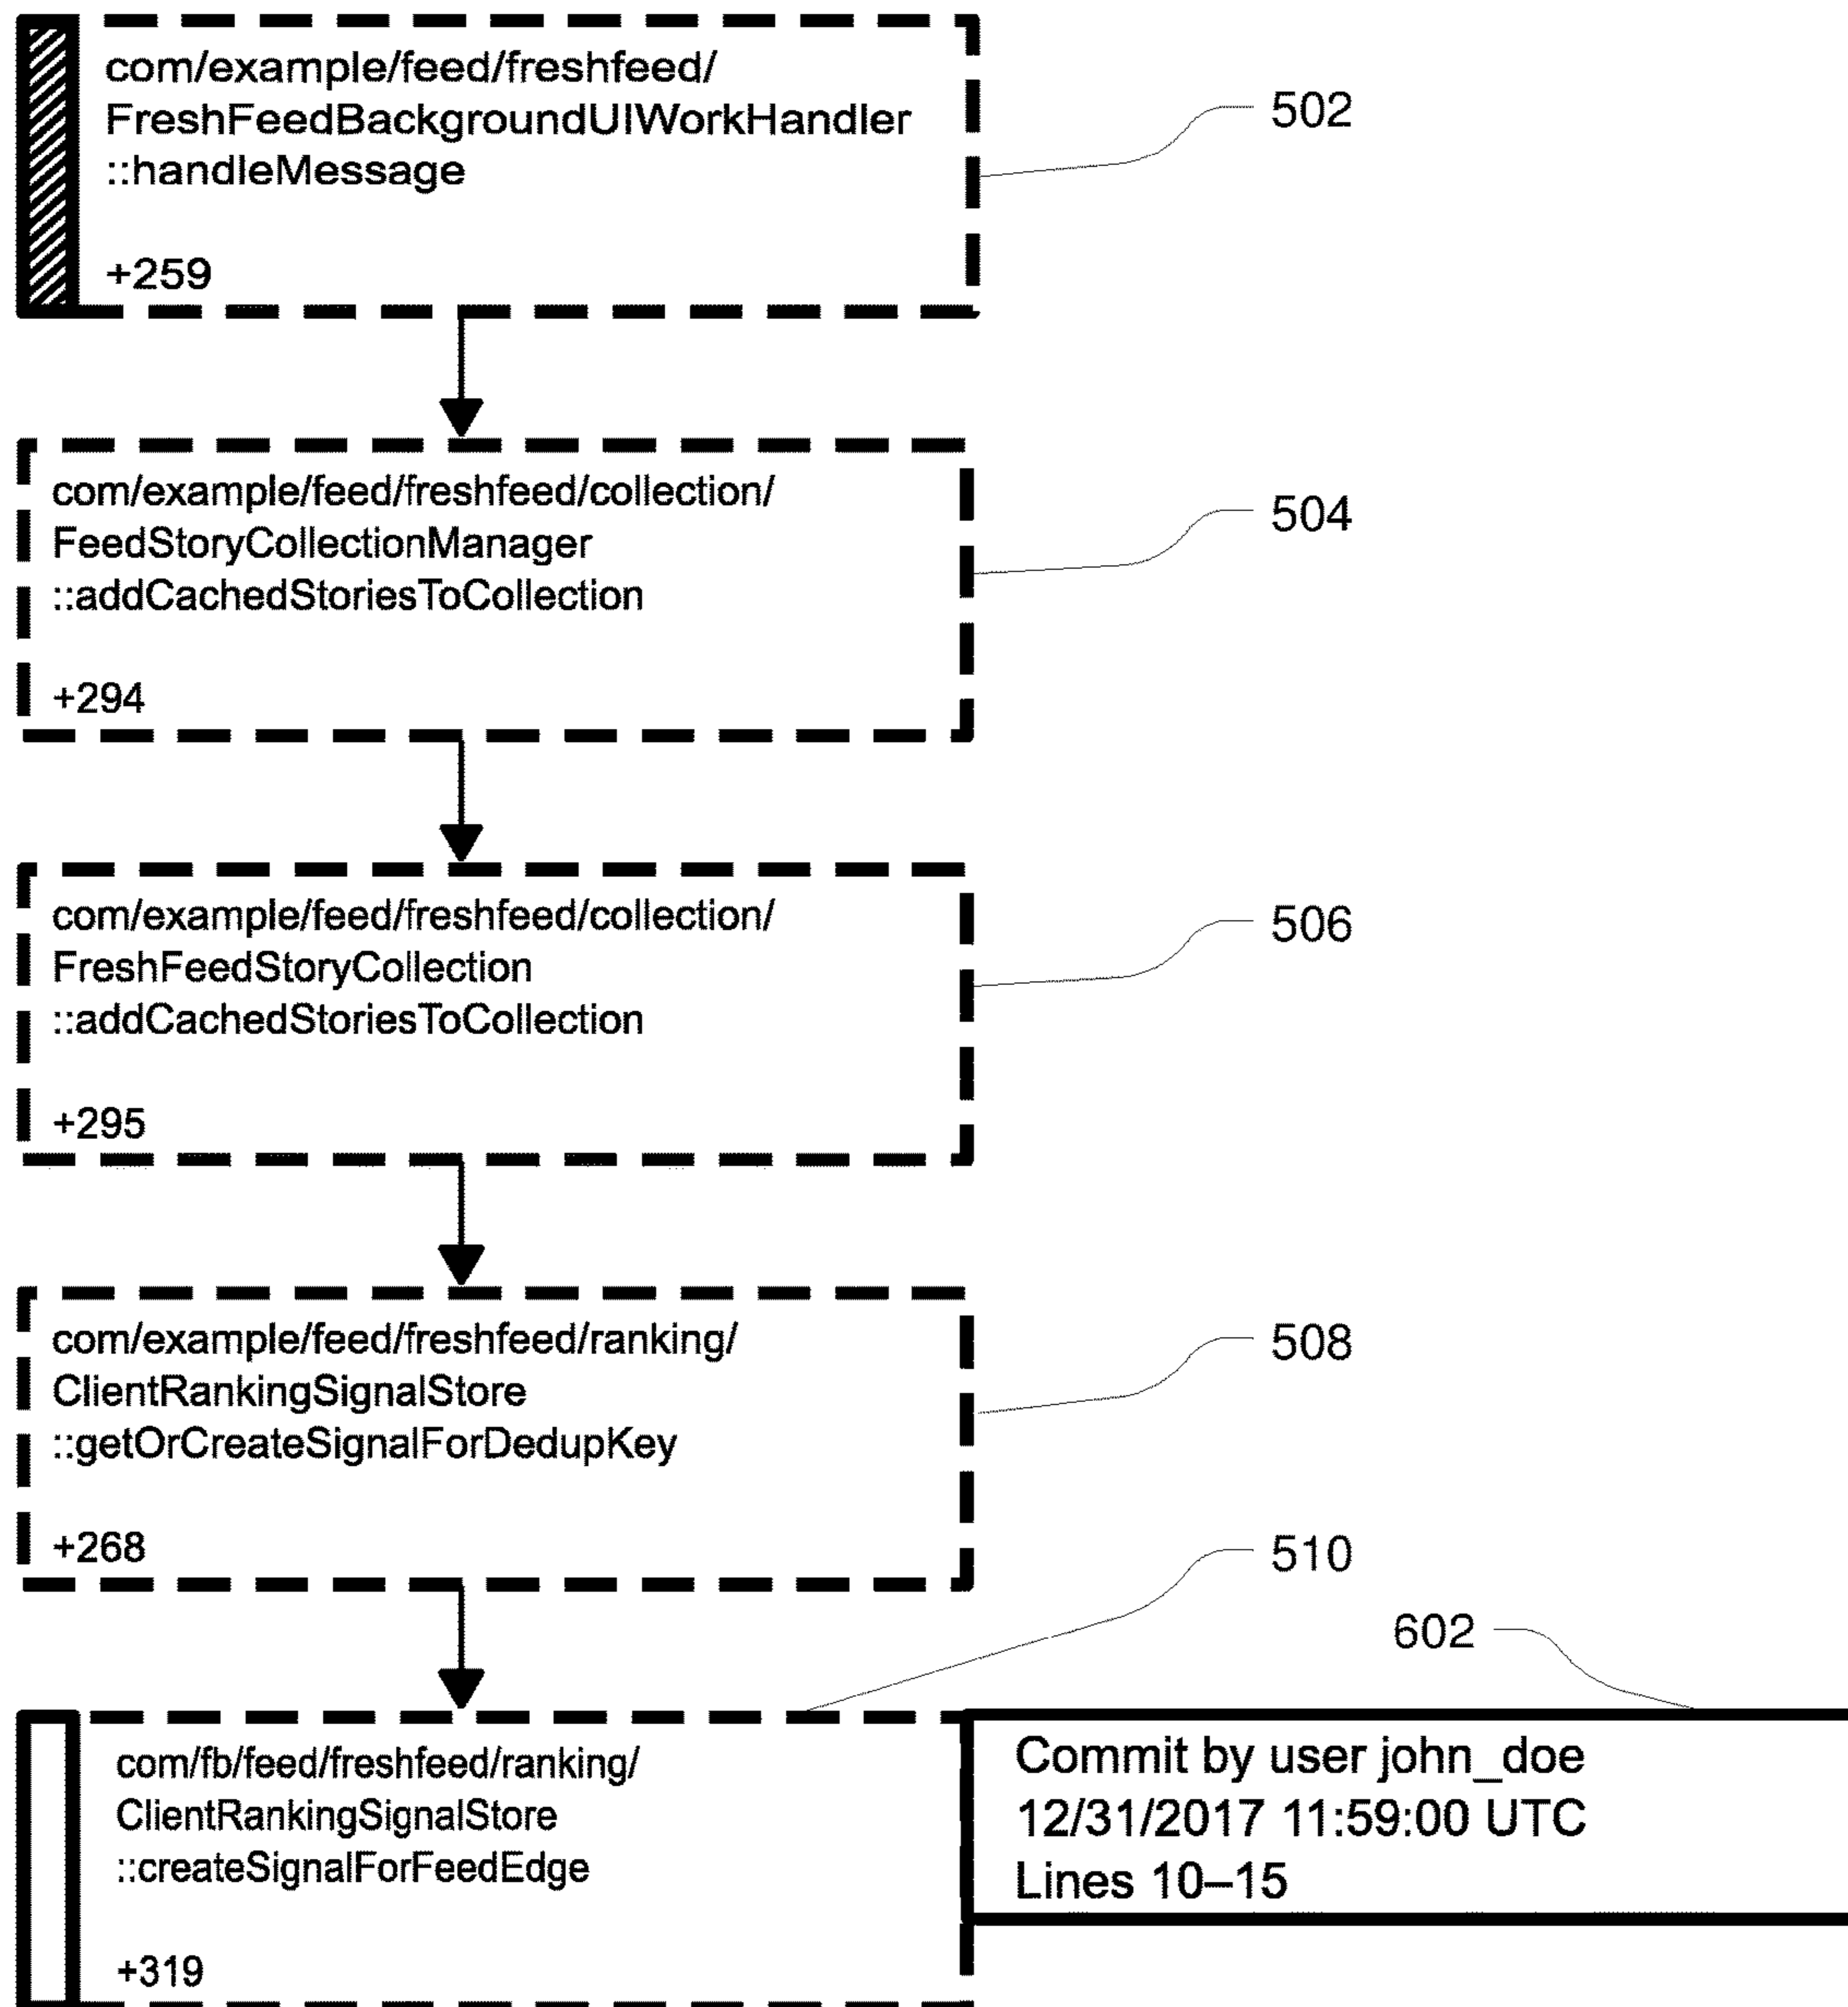 com/example/feed/freshfeed/
FreshFeedBackgroundUIWorkHandler
::handleMessage
+259
502
com/example/feed/freshfeed/collection/
FeedStoryCollectionManager
::addCachedStoriesToCollection
+294
504
com/example/feed/freshfeed/collection/
FreshFeedStoryCollection
::addCachedStoriesToCollection
+295
506
com/example/feed/freshfeed/ranking/
ClientRankingSignalStore
::getOrCreateSignalForDedupKey
+268
508
510
602
com/fb/feed/freshfeed/ranking/
ClientRankingSignalStore
::createSignalForFeedEdge
+319
Commit by user john_doe
12/31/2017 11:59:00 UTC
Lines 10–15